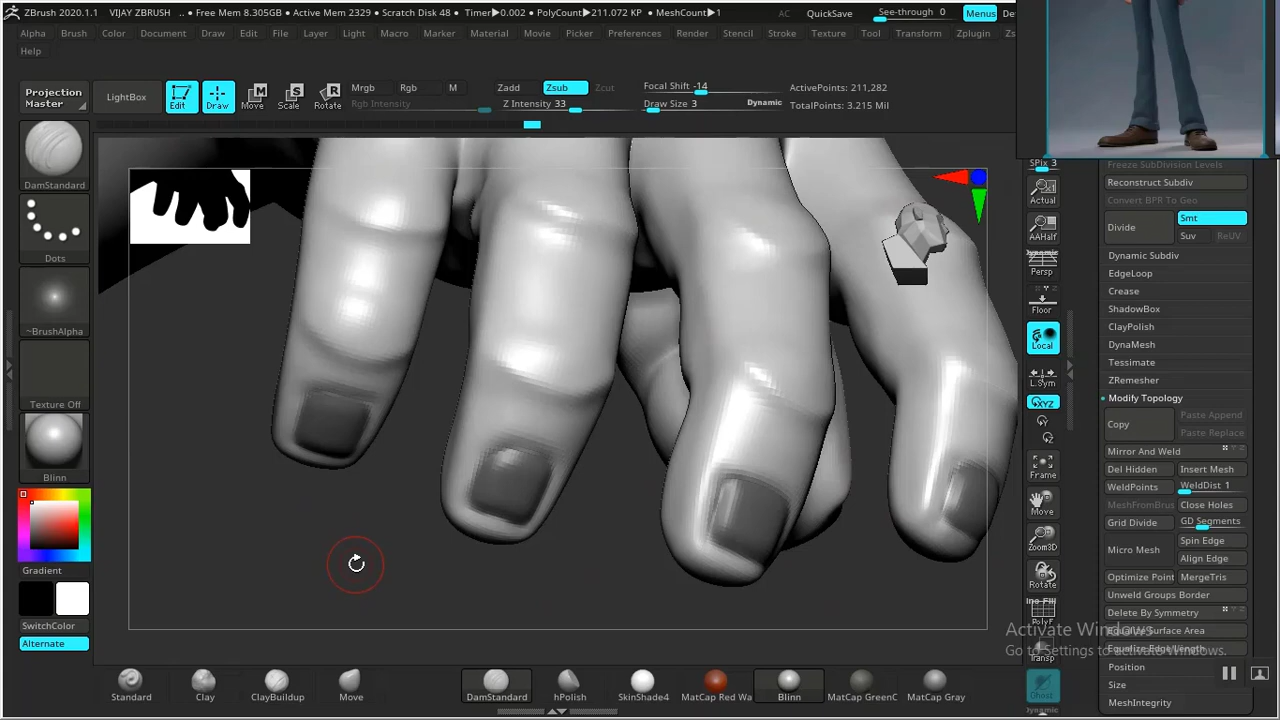 ZBrush 2020.1.1 VIJAY ZBRUSH .. • Free Mem 8.305GB • Active Mem 2329 • Scratch Disk 48 • Timer▶0.002 • PolyCount▶211.072 KP • MeshCount▶1 AC QuickSave See-through 0 Menus
Alpha Brush Color Document Draw Edit File Layer Light Macro Marker Material Movie Picker Preferences Render Stencil Stroke Texture Tool Transform Zplugin
Help
Projection Master
LightBox
Edit Draw Move Scale Rotate
Mrgb Rgb M
Rgb Intensity
Zadd Zsub Zcut
Z Intensity 33
Focal Shift -14
Draw Size 3 Dynamic
ActivePoints: 211,282
TotalPoints: 3.215 Mil
DamStandard
Dots
~BrushAlpha
Texture Off
Blinn
Gradient
SwitchColor
Alternate
SPix 3
Actual
AAHalf
Dynamic
Persp
Floor
Local
L.Sym
XYZ
Y
Z
Frame
Move
Zoom3D
Rotate
Line Fill
PolyF
Transp
Ghost
Dynamic
Freeze SubDivision Levels
Reconstruct Subdiv
Convert BPR To Geo
Divide Smt
Suv ReUV
Dynamic Subdiv
EdgeLoop
Crease
ShadowBox
ClayPolish
DynaMesh
Tessimate
ZRemesher
Modify Topology
Copy Paste Append
Paste Replace
Mirror And Weld
Del Hidden Insert Mesh
WeldPoints WeldDist 1
MeshFromBrush Close Holes
Grid Divide GD Segments
Micro Mesh Spin Edge
Align Edge
Optimize Point MergeTris
Unweld Groups Border
Delete By Symmetry
Equalize Surface Area
Equalize Edge Length
Position
Size
MeshIntegrity
Activate Windows
Go to Settings to activate Windows.
Standard Clay ClayBuildup Move DamStandard hPolish SkinShade4 MatCap Red Wa Blinn MatCap GreenC MatCap Gray